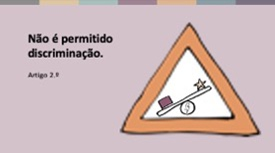 Não é permitido
discriminação.
Artigo 2.º